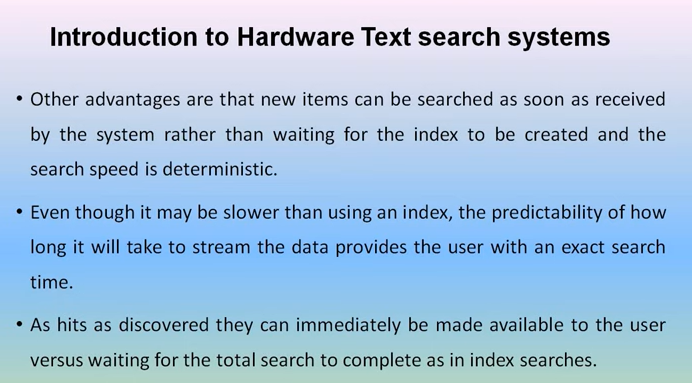 Introduction to Hardware Text search systems
• Other advantages are that new items can be searched as soon as received
by the system rather than waiting for the index to be created and the
search speed is deterministic.
• Even though it may be slower than using an index, the predictability of how
long it will take to stream the data provides the user with an exact search
time.
• As hits as discovered they can immediately be made available to the user
versus waiting for the total search to complete as in index searches.